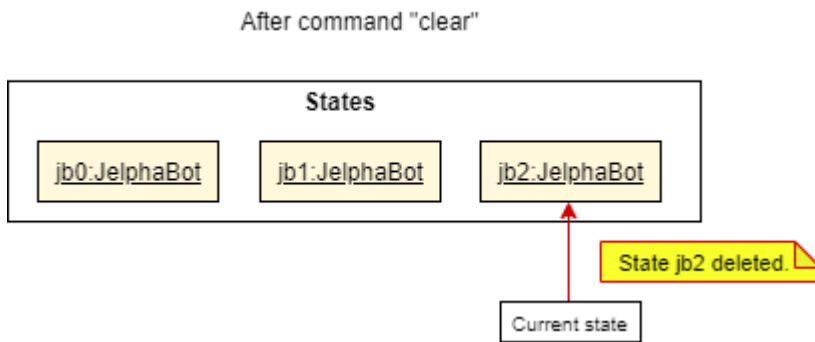 After command "clear"
States
jb0:JelphaBot
jb1:JelphaBot
jb2:JelphaBot
State jb2 deleted.
Current state